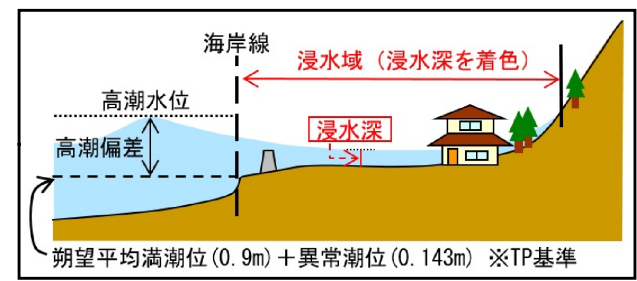 海岸線
浸水域（浸水深を着色）
高潮水位
浸水深
高潮偏差
朔望平均満潮位(0.9m)＋異常潮位(0.143m) ※TP基準